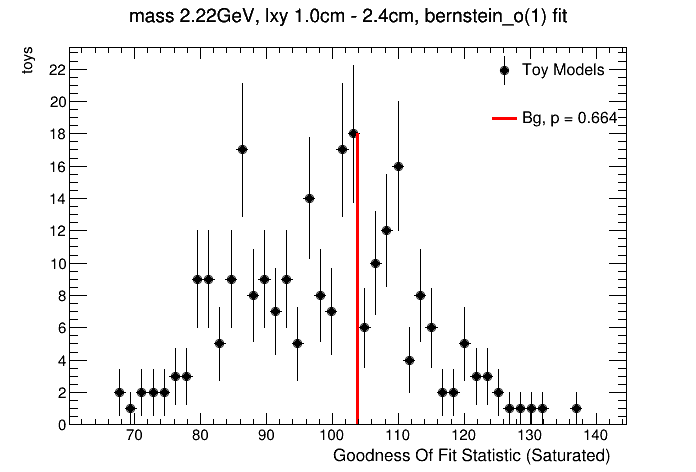 mass 2.22GeV, lxy 1.0cm - 2.4cm, bernstein_o(1) fit
toys
Toy Models
Bg, p = 0.664
22
20
18
16
14
12
10
8
6
4
2
0
70 80 90 100 110 120 130 140
Goodness Of Fit Statistic (Saturated)